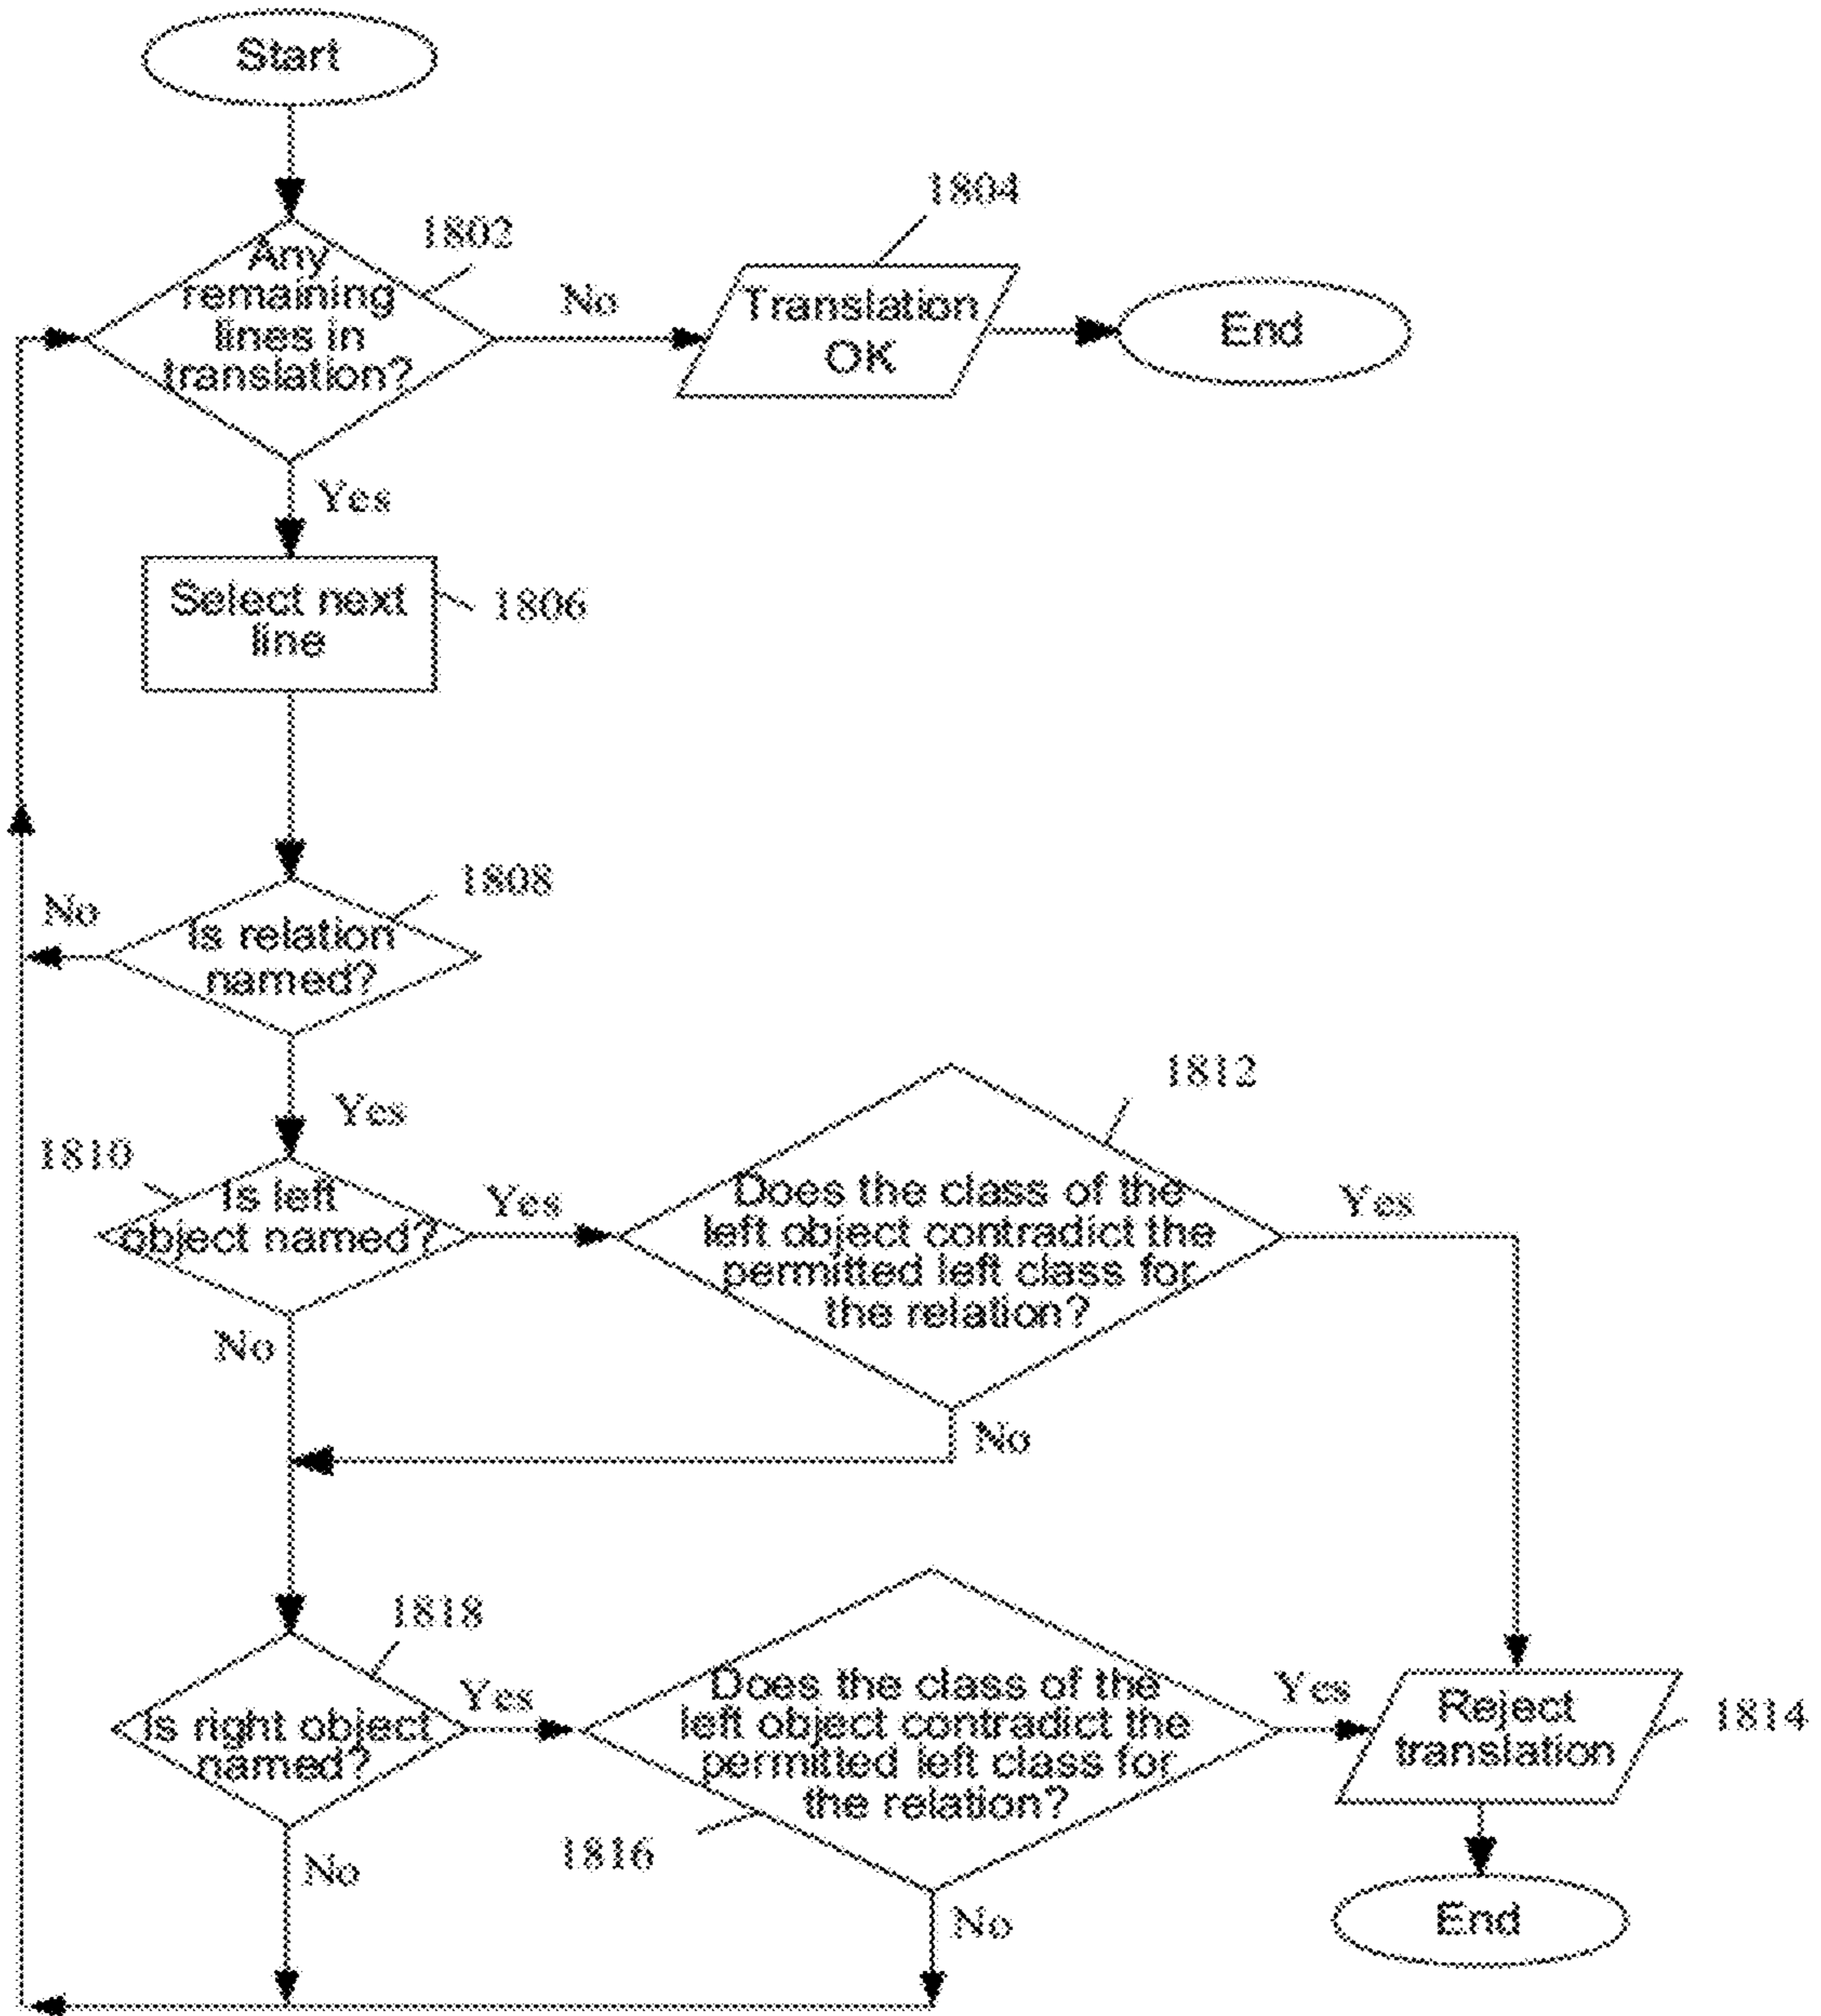 Start
1802
1804
Any
remaining
lines in
translation?
No
Translation
OK
End
Yes
Select next
line
1806
1808
No
Is relation
named?
Yes
1812
1810
Is left
object named?
Yes
Does the class of the
left object contradict the
permitted left class for
the relation?
Yes
No
No
1818
Is right object
named?
Yes
Does the class of the
left object contradict the
permitted left class for
the relation?
Yes
Reject
translation
1814
1816
No
No
End